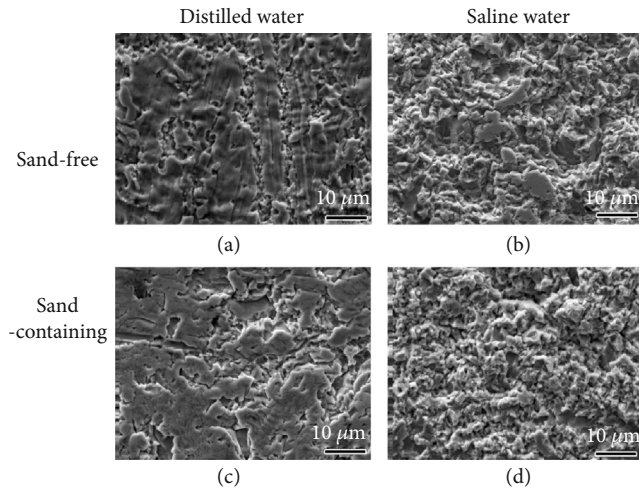 Distilled water
Saline water
Sand-free
10 μm
10 μm
(a)
(b)
Sand
-containing
10 μm
10 μm
(c)
(d)